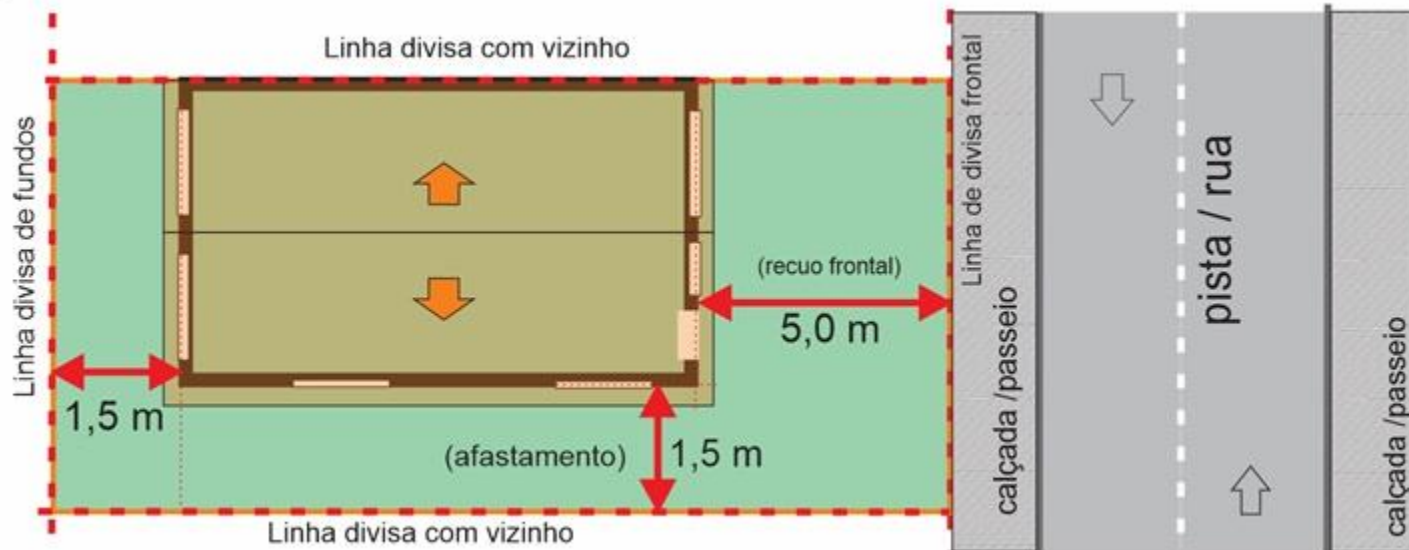 Linha divisa com vizinho
Linha divisa de fundos
1,5 m
(afastamento)
1,5 m
(recuo frontal)
5,0 m
Linha divisa com vizinho
Linha de divisa frontal
calçada /passeio
pista / rua
calçada /passeio